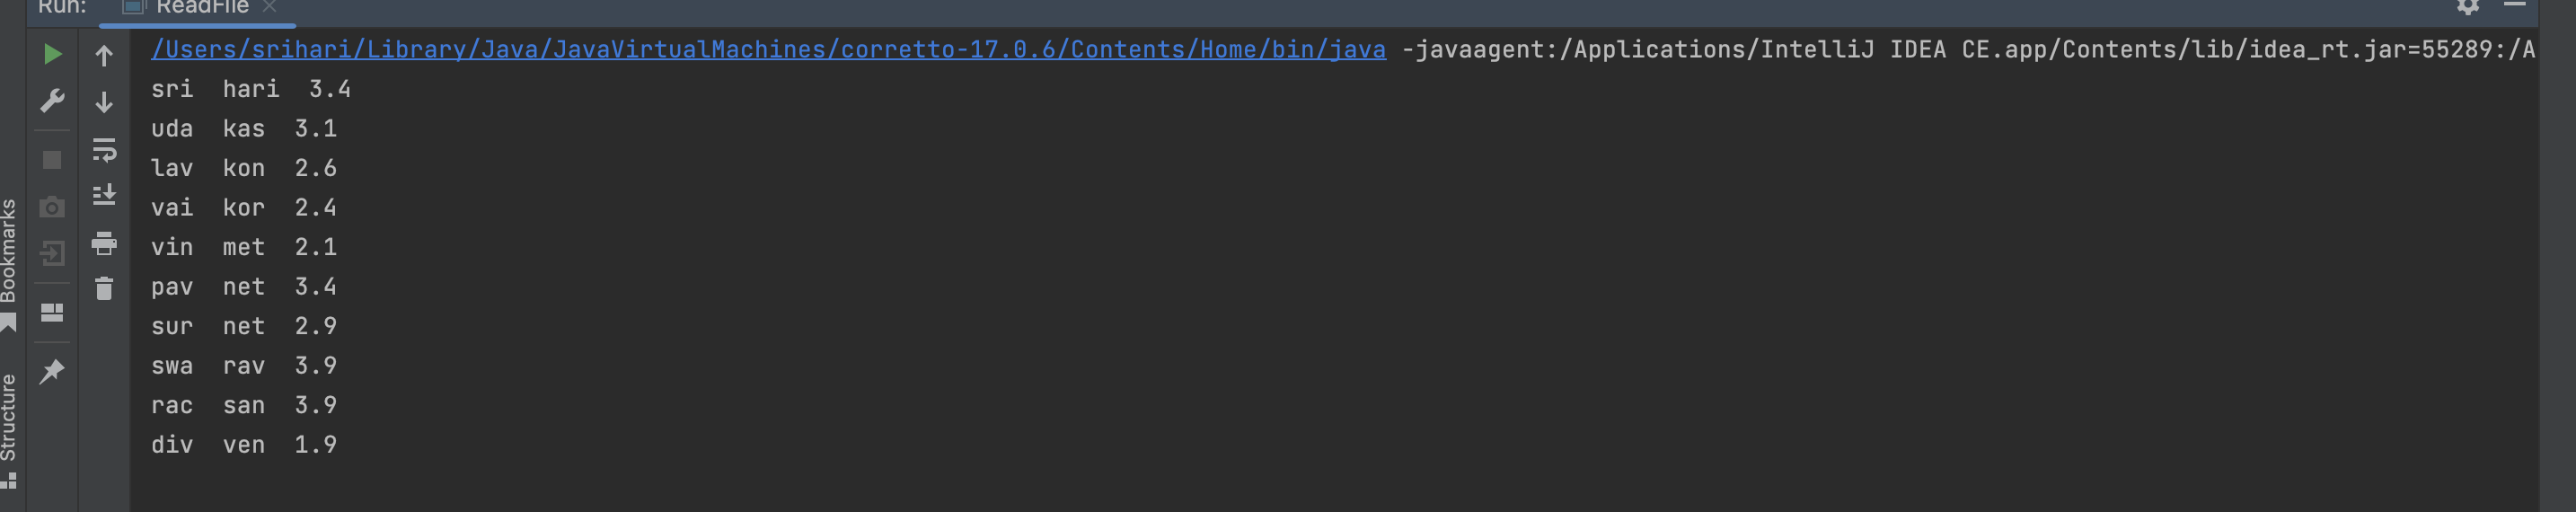 Run: ReadFile
/Users/srihari/Library/Java/JavaVirtualMachines/corretto-17.0.6/Contents/Home/bin/java -javaagent:/Applications/IntelliJ IDEA CE.app/Contents/lib/idea_rt.jar=55289:/A
sri  hari  3.4
uda  kas  3.1
lav  kon  2.6
vai  kor  2.4
vin  met  2.1
pav  net  3.4
sur  net  2.9
swa  rav  3.9
rac  san  3.9
div  ven  1.9
Bookmarks
Structure